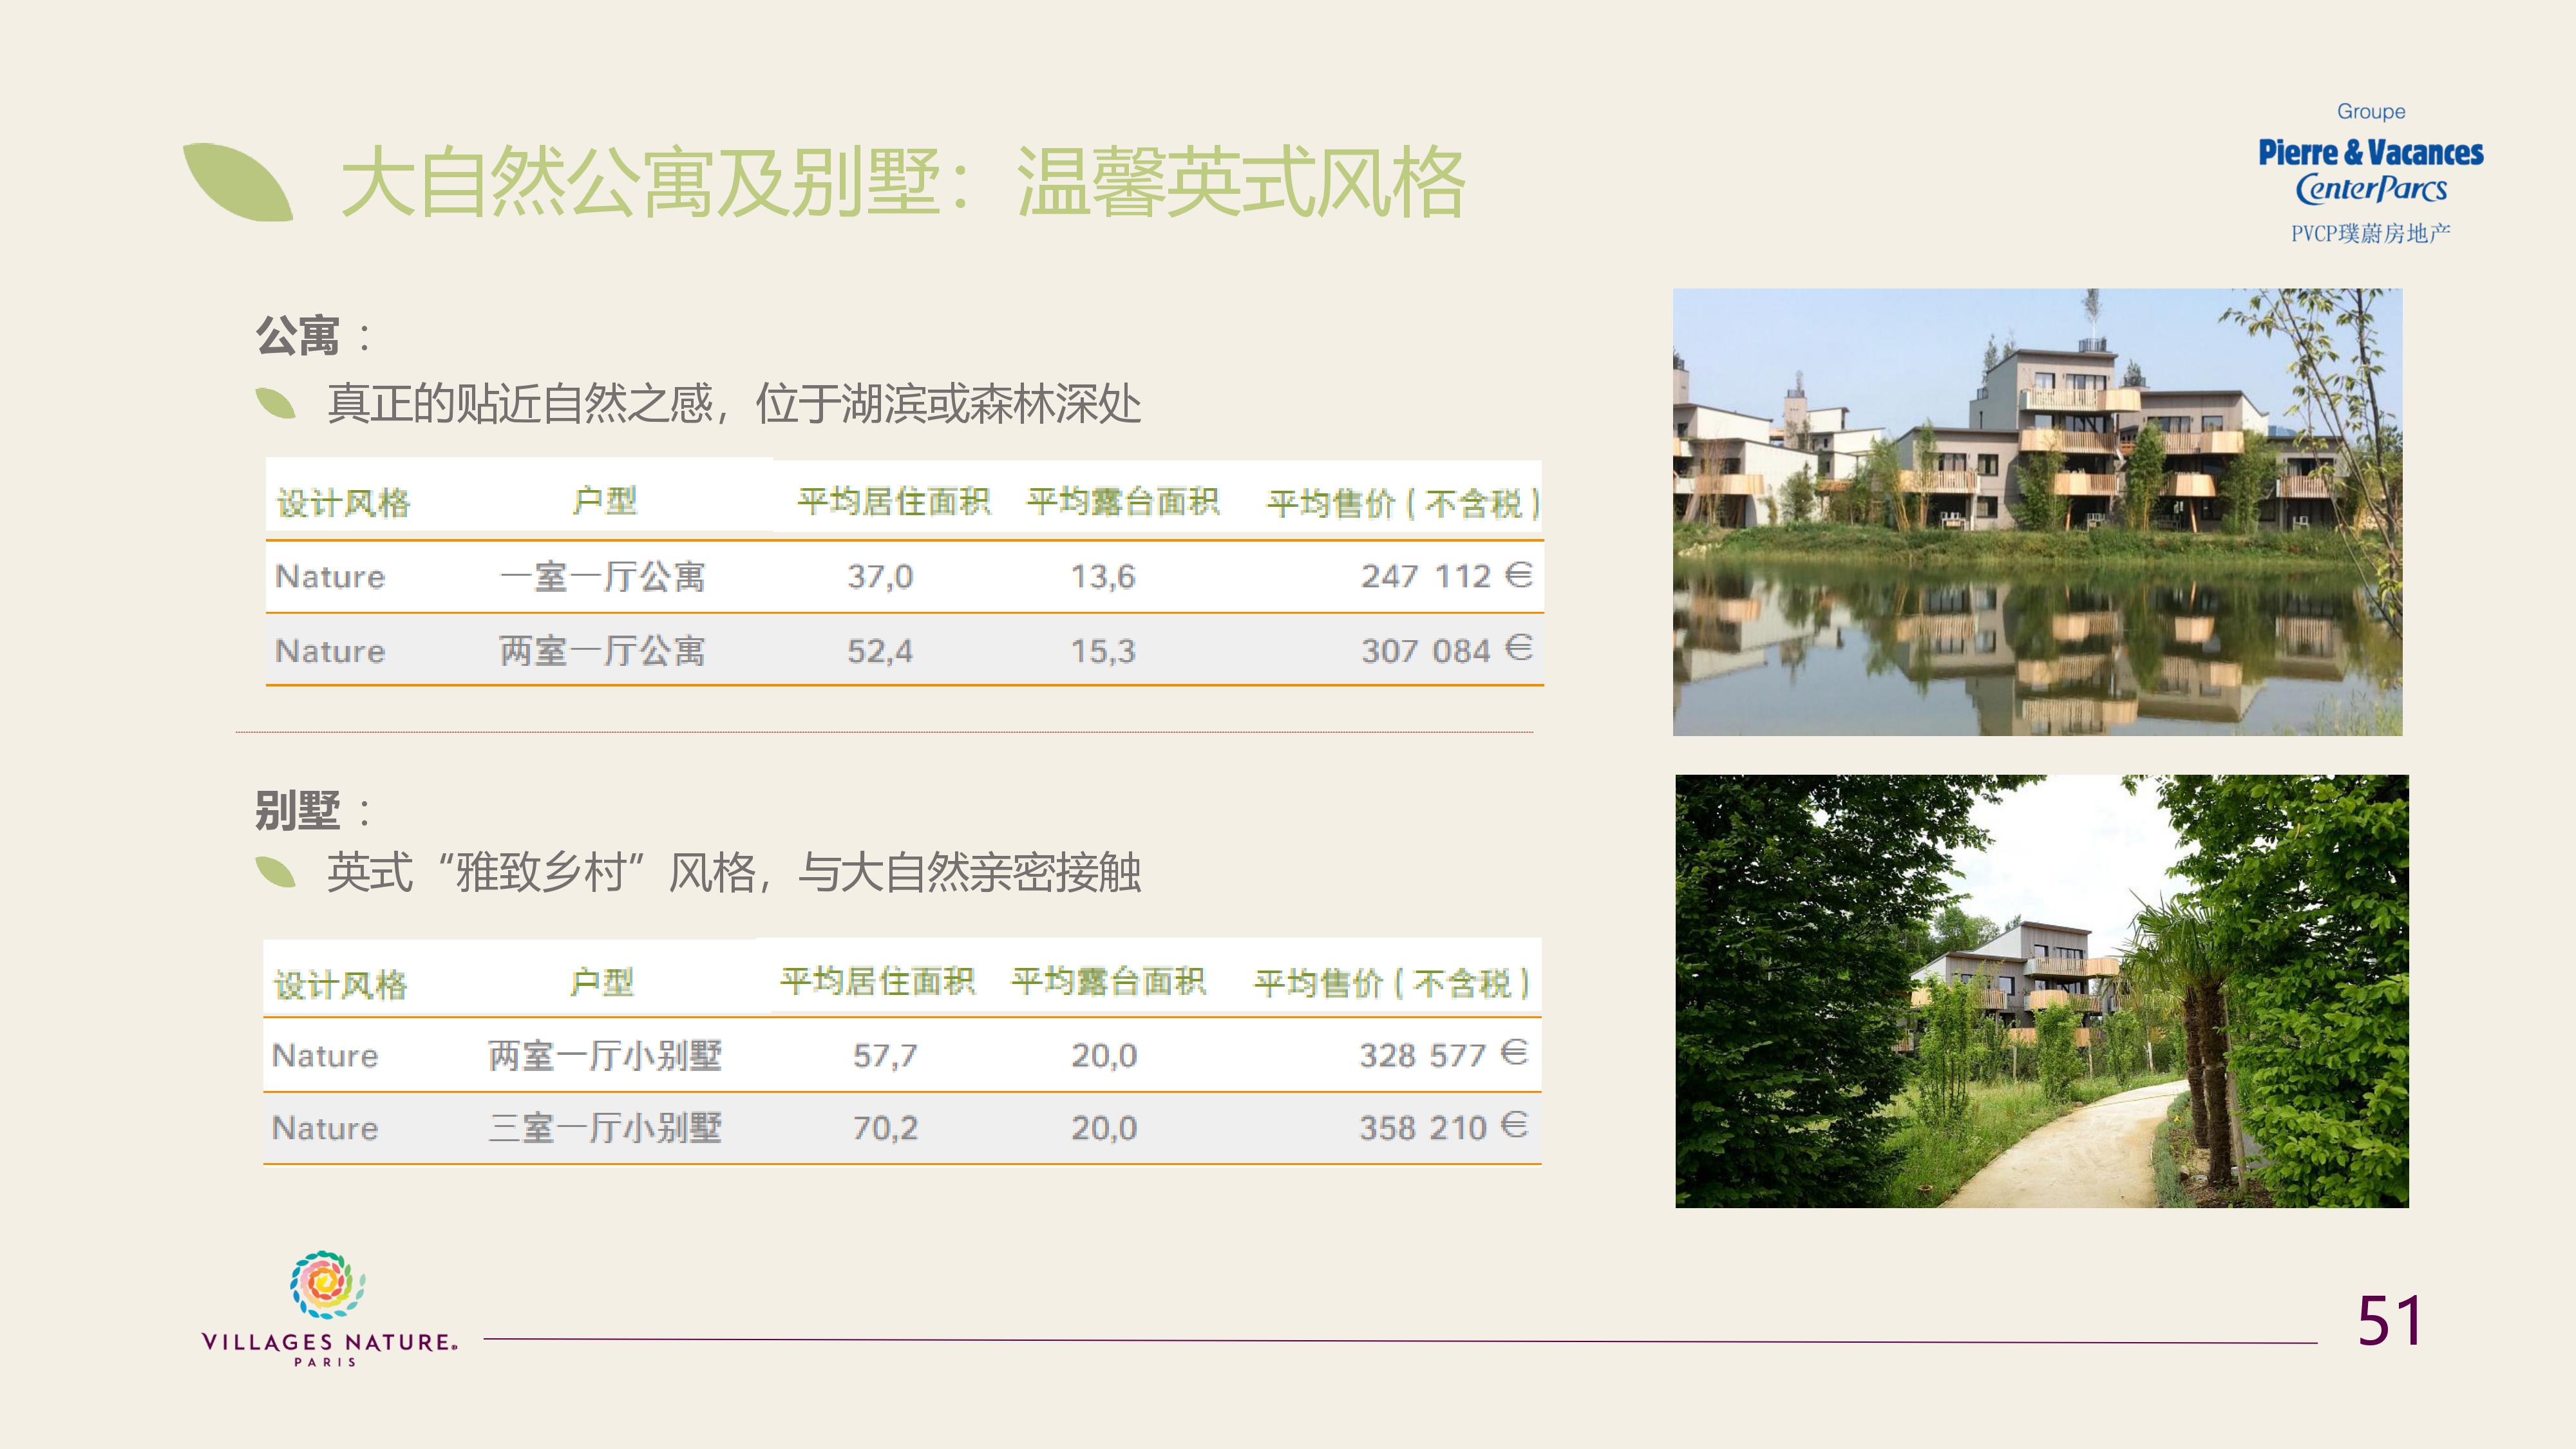 Groupe
Pierre & Vacances
CenterParcs
PVCP璞蔚房地产
大自然公寓及别墅：温馨英式风格
公寓：
真正的贴近自然之感，位于湖滨或森林深处
设计风格 户型 平均居住面积 平均露台面积 平均售价（不含税）
Nature 一室一厅公寓 37,0 13,6 247 112 €
Nature 两室一厅公寓 52,4 15,3 307 084 €
别墅：
英式“雅致乡村”风格，与大自然亲密接触
设计风格 户型 平均居住面积 平均露台面积 平均售价（不含税）
Nature 两室一厅小别墅 57,7 20,0 328 577 €
Nature 三室一厅小别墅 70,2 20,0 358 210 €
VILLAGES NATURE®
PARIS
51